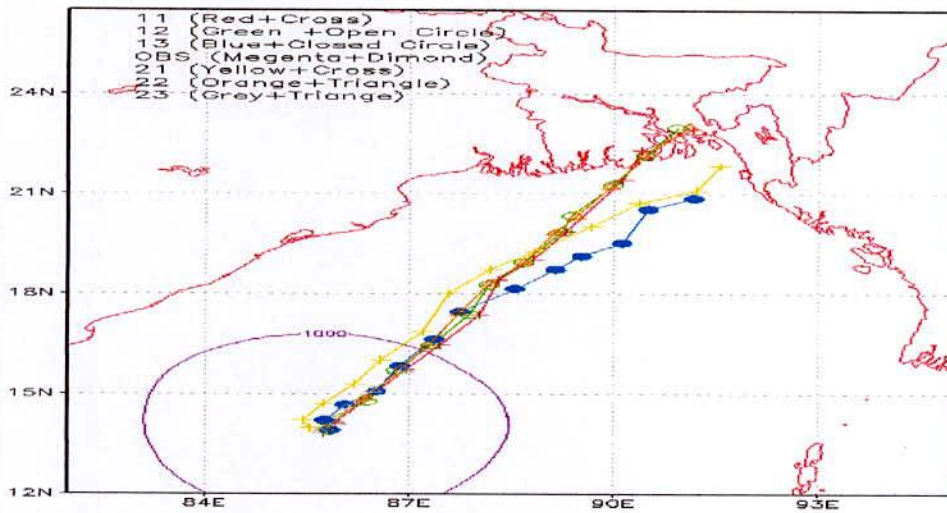 11 (Red+Cross)
12 (Green +Open Circle)
13 (Blue+Closed Circle)
OBS (Megenta+Dimond)
21 (Yellow+Cross)
22 (Orange+Triangle)
23 (Grey+Triange)
24N
21N
18N
1000
15N
12N
84E
87E
90E
93E